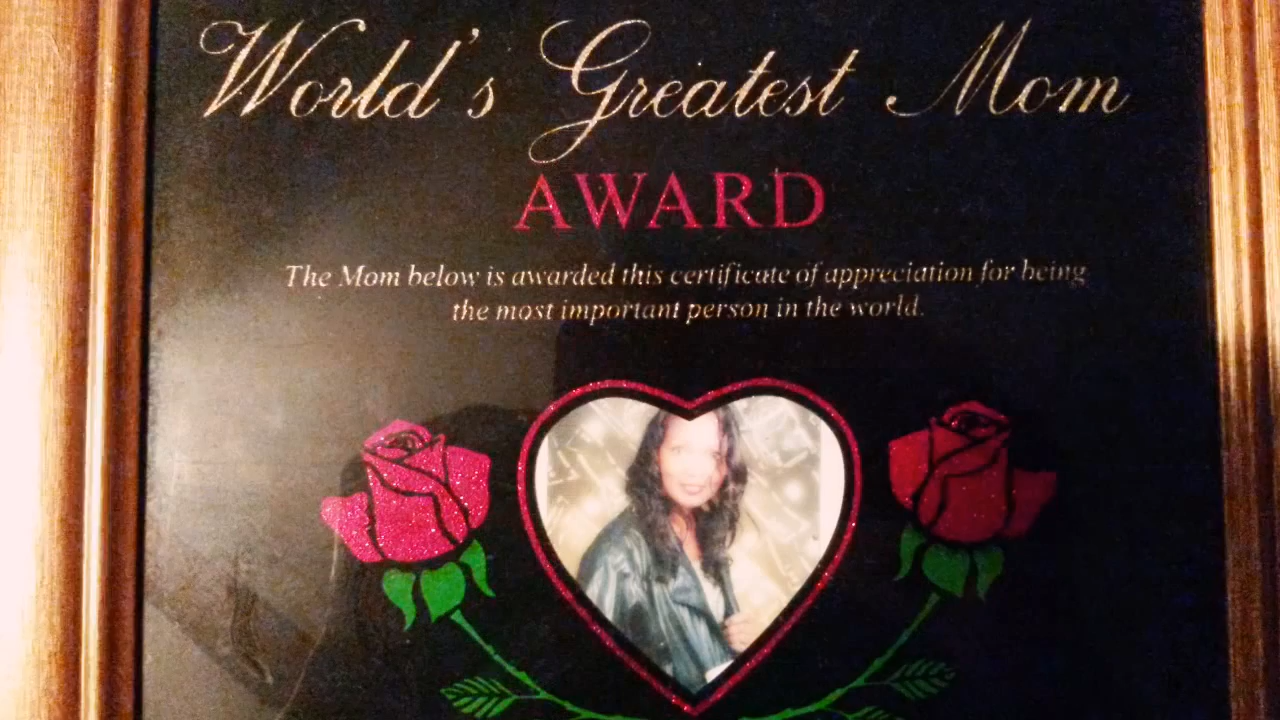 World's Greatest Mom
AWARD
The Mom below is awarded this certificate of appreciation for being
the most important person in the world.